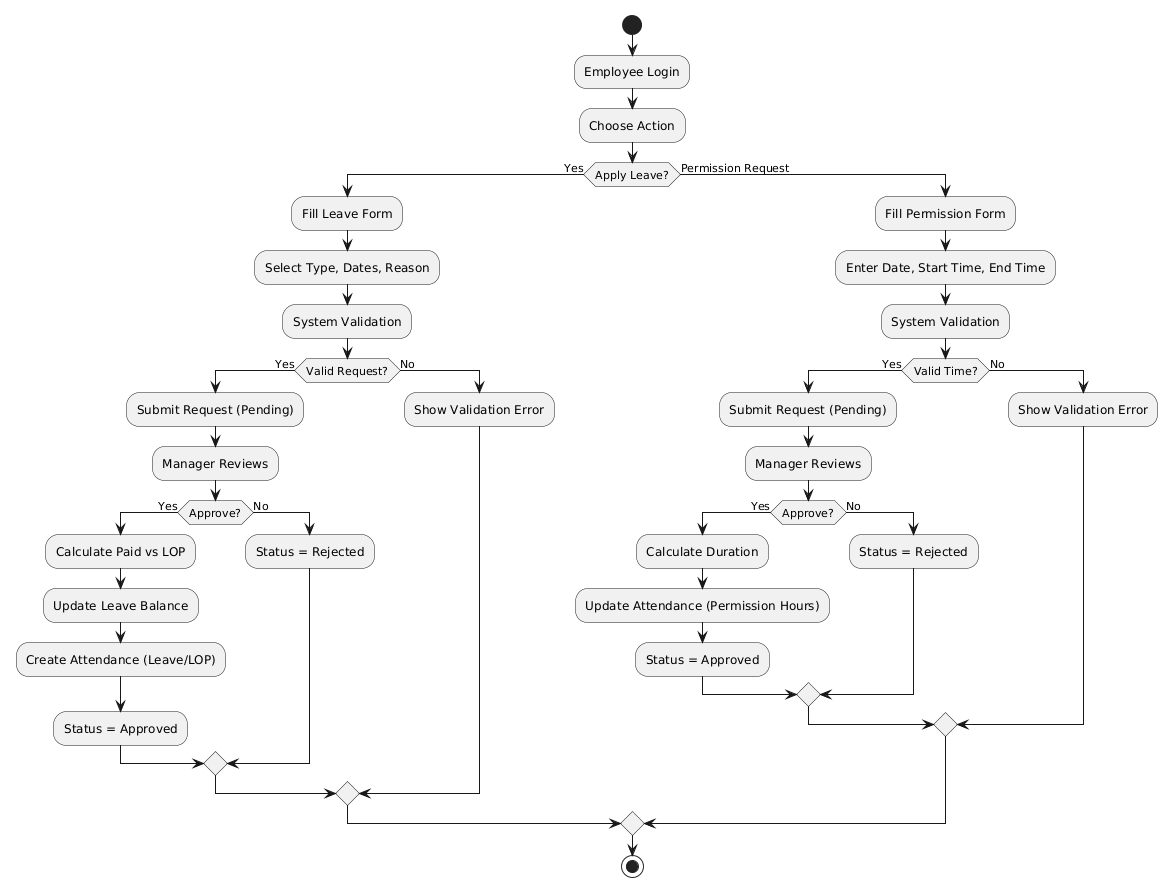 Employee Login
Choose Action
Yes
Apply Leave?
Permission Request
Fill Leave Form
Select Type, Dates, Reason
System Validation
Yes
Valid Request?
No
Submit Request (Pending)
Show Validation Error
Manager Reviews
Yes
Approve?
No
Calculate Paid vs LOP
Status = Rejected
Update Leave Balance
Create Attendance (Leave/LOP)
Status = Approved
Fill Permission Form
Enter Date, Start Time, End Time
System Validation
Yes
Valid Time?
No
Submit Request (Pending)
Show Validation Error
Manager Reviews
Yes
Approve?
No
Calculate Duration
Status = Rejected
Update Attendance (Permission Hours)
Status = Approved